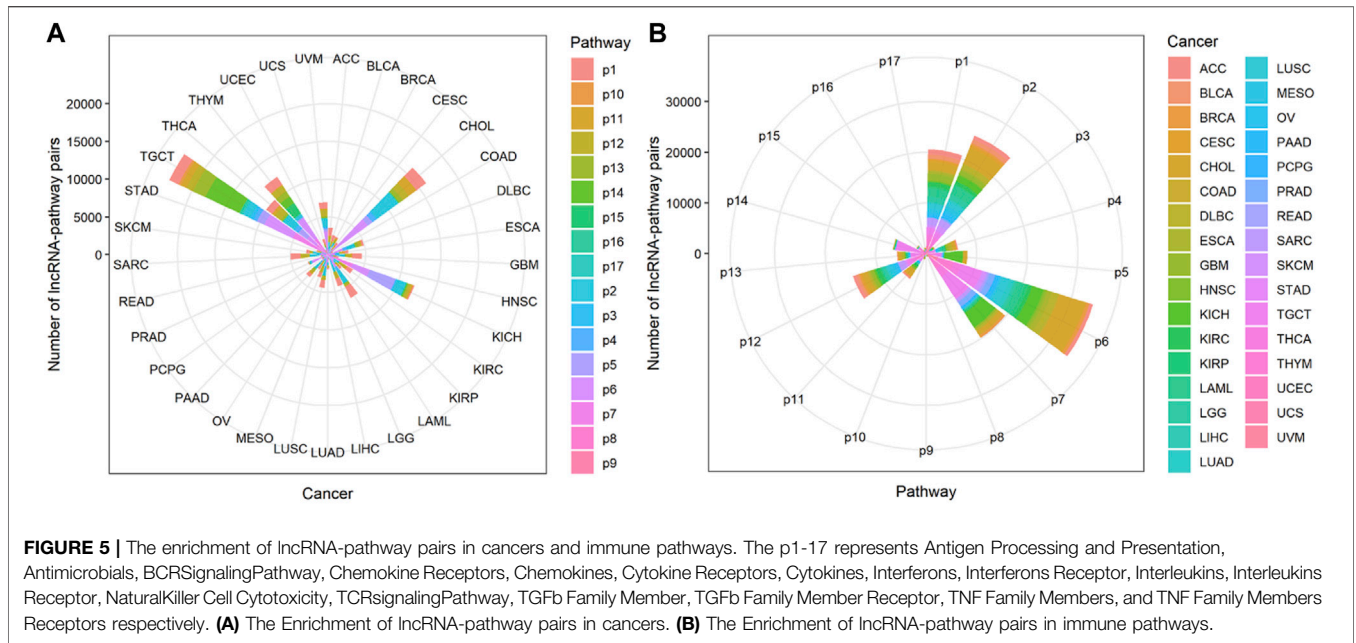 A
Number of lncRNA-pathway pairs
20000
15000
10000
5000
0
UVM
ACC
BLCA
BRCA
CESC
CHOL
COAD
DLBC
ESCA
GBM
HNSC
KICH
KIRC
KIRP
LAML
LGG
LIHC
LUAD
LUSC
MESO
OV
PAAD
PCPG
PRAD
READ
SARC
SKCM
STAD
TGCT
THCA
THYM
UCEC
UCS
Cancer
Pathway
p1
p10
p11
p12
p13
p14
p15
p16
p17
p2
p3
p4
p5
p6
p7
p8
p9
B
Number of lncRNA-pathway pairs
30000
20000
10000
0
p17
p1
p2
p3
p4
p5
p6
p7
p8
p9
p10
p11
p12
p13
p14
p15
p16
Pathway
Cancer
ACC
BLCA
BRCA
CESC
CHOL
COAD
DLBC
ESCA
GBM
HNSC
KICH
KIRC
KIRP
LAML
LGG
LIHC
LUAD
LUSC
MESO
OV
PAAD
PCPG
PRAD
READ
SARC
SKCM
STAD
TGCT
THCA
THYM
UCEC
UCS
UVM
FIGURE 5 | The enrichment of lncRNA-pathway pairs in cancers and immune pathways. The p1-17 represents Antigen Processing and Presentation,
Antimicrobials, BCRSignalingPathway, Chemokine Receptors, Chemokines, Cytokine Receptors, Cytokines, Interferons, Interferons Receptor, Interleukins, Interleukins
Receptor, NaturalKiller Cell Cytotoxicity, TCRsignalingPathway, TGFb Family Member, TGFb Family Member Receptor, TNF Family Members, and TNF Family Members
Receptors respectively. (A) The Enrichment of lncRNA-pathway pairs in cancers. (B) The Enrichment of lncRNA-pathway pairs in immune pathways.